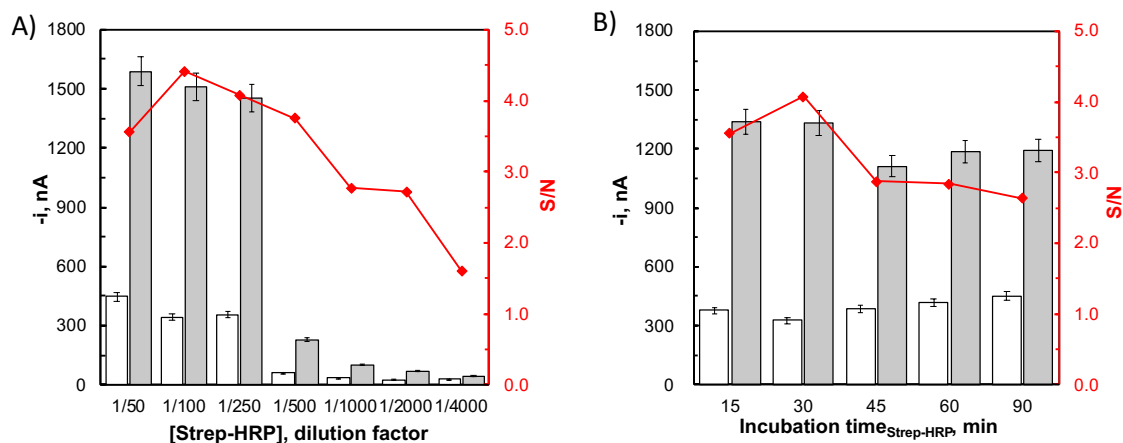 A)
1800
1500
1200
900
600
300
0
-i, nA
5.0
4.0
3.0
2.0
1.0
0.0
S/N
1/50 1/100 1/250 1/500 1/1000 1/2000 1/4000
[Strep-HRP], dilution factor
B)
1800
1500
1200
900
600
300
0
-i, nA
5.0
4.0
3.0
2.0
1.0
0.0
S/N
15 30 45 60 90
Incubation timeStrep-HRP, min